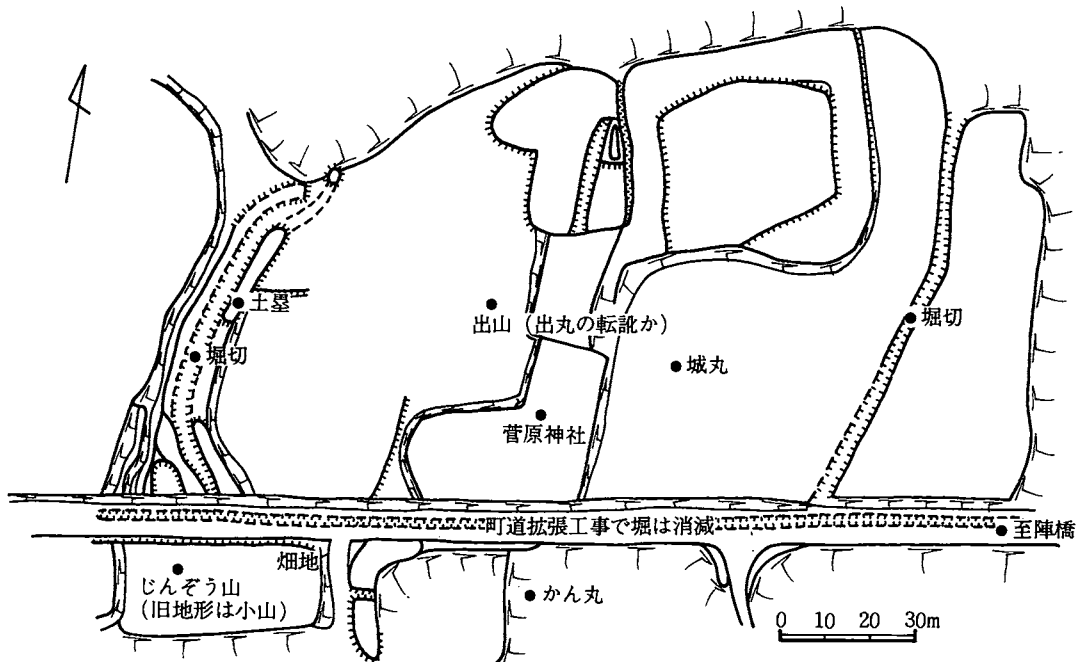 土塁
出山（出丸の転訛か）
堀切
堀切
城丸
菅原神社
町道拡張工事で堀は消滅
至陣橋
畑地
じんぞう山
（旧地形は小山）
かん丸
0 10 20 30m